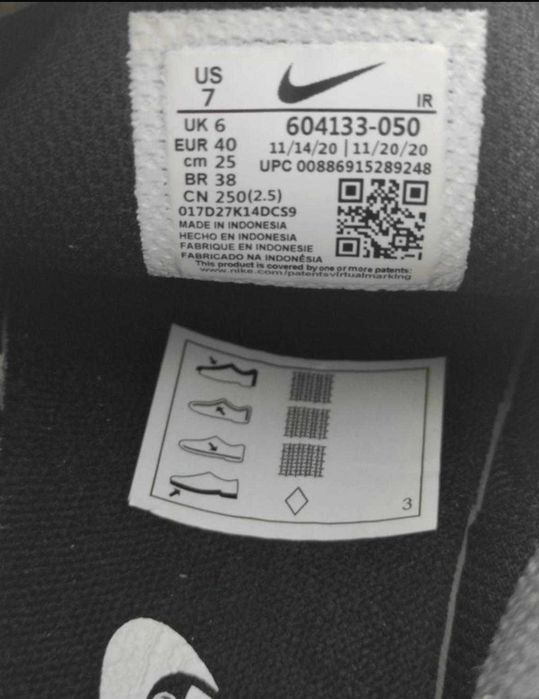 US
7
IR
UK 6
604133-050
EUR 40
11/14/20 | 11/20/20
cm 25
UPC 00886915289248
BR 38
CN 250(2.5)
017D27K14DCS9
MADE IN INDONESIA
HECHO EN INDONESIA
FABRIQUE EN INDONESIE
FABRICADO NA INDONÉSIA
This product is covered by one or more patents:
www.nike.com/patentsvirtualmarking
3